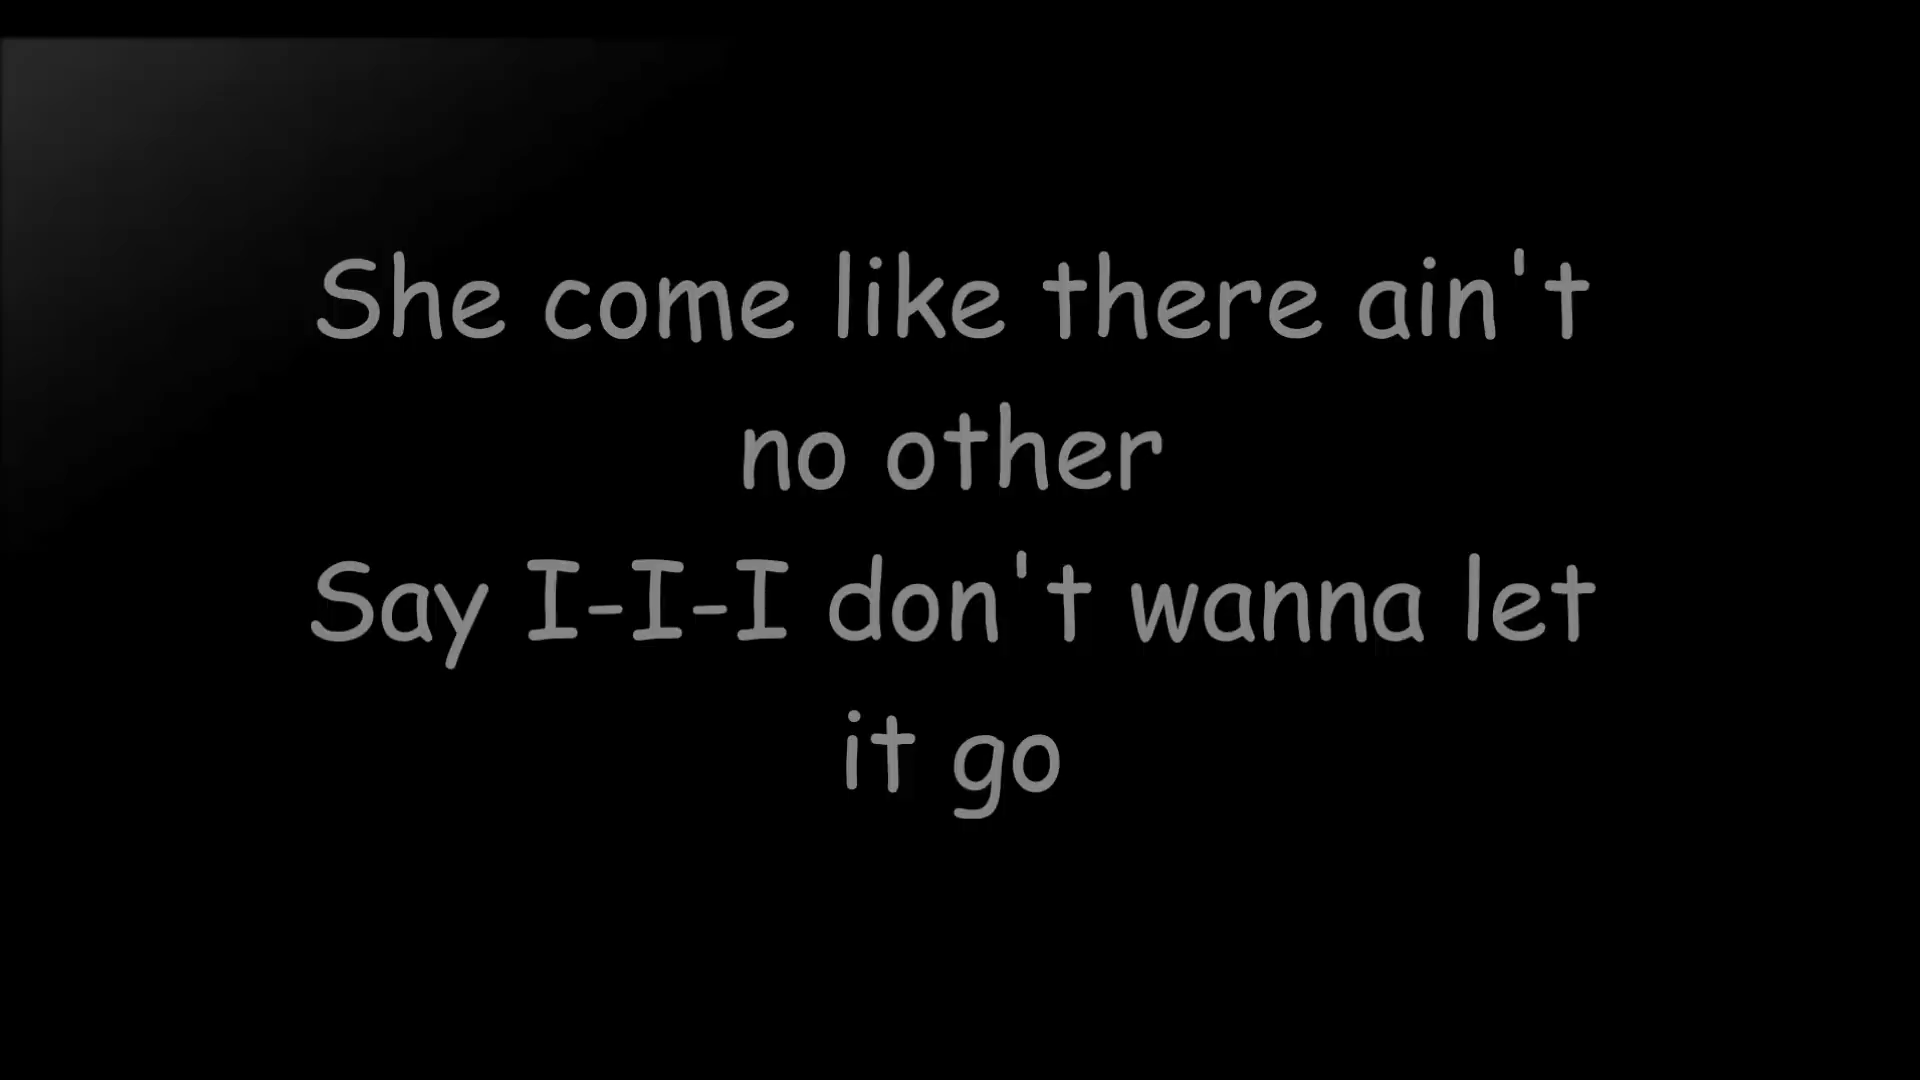 She come like there ain't
no other
Say I-I-I don't wanna let
it go